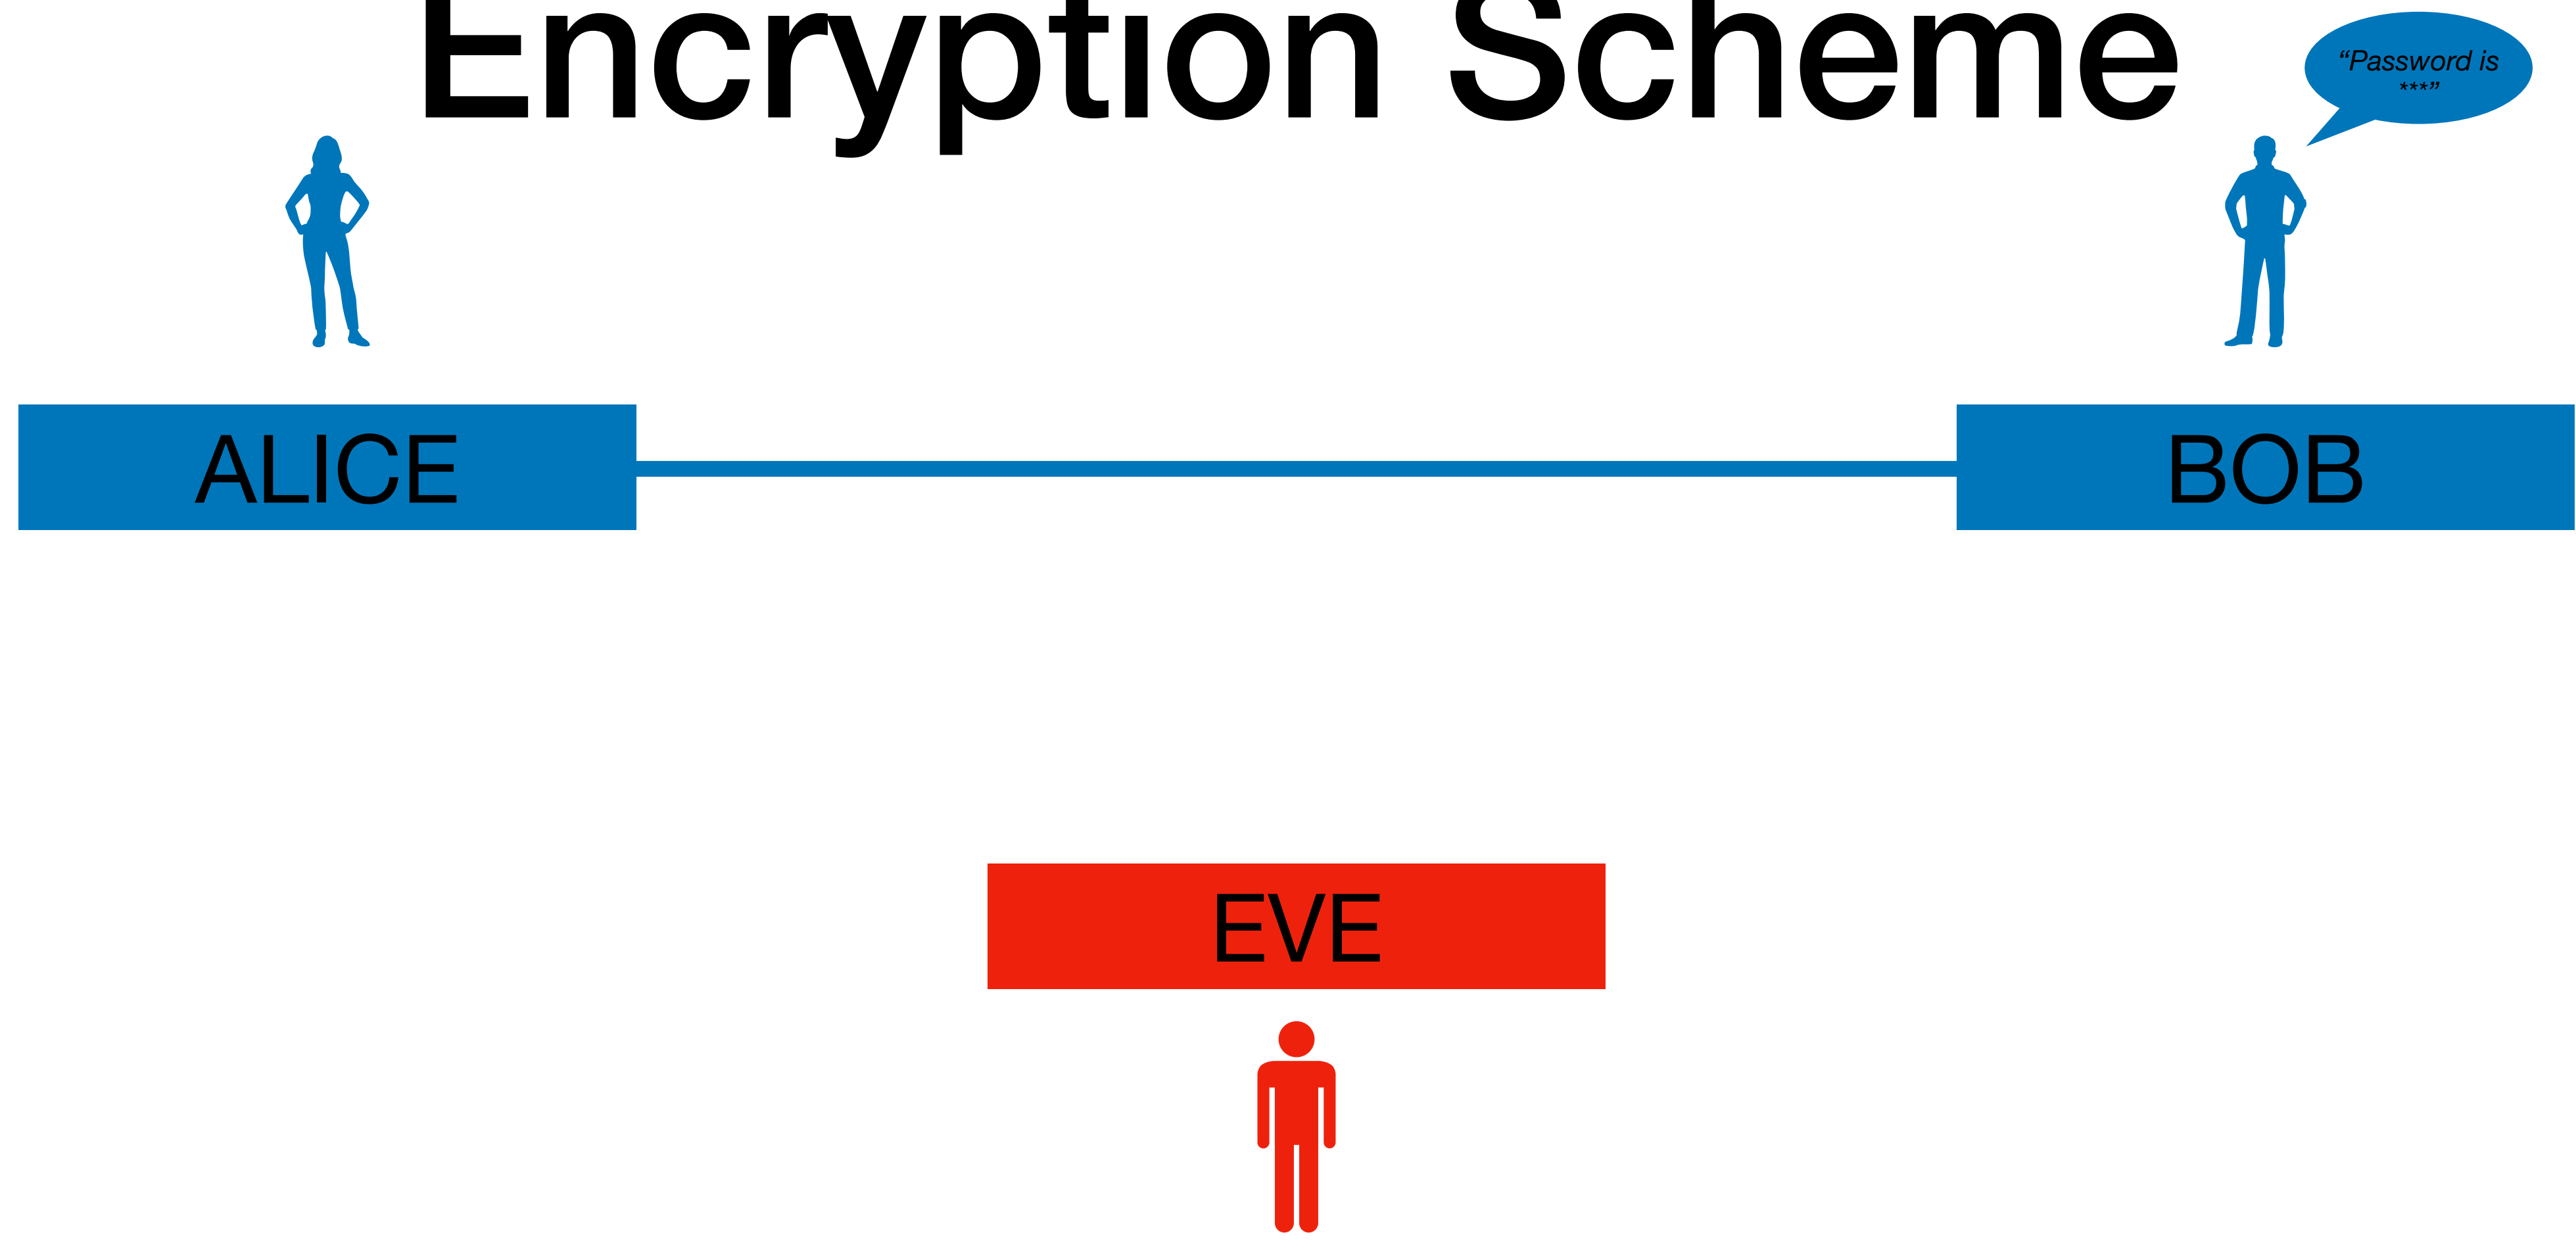 Encryption Scheme
“Password is
***”
ALICE
BOB
EVE